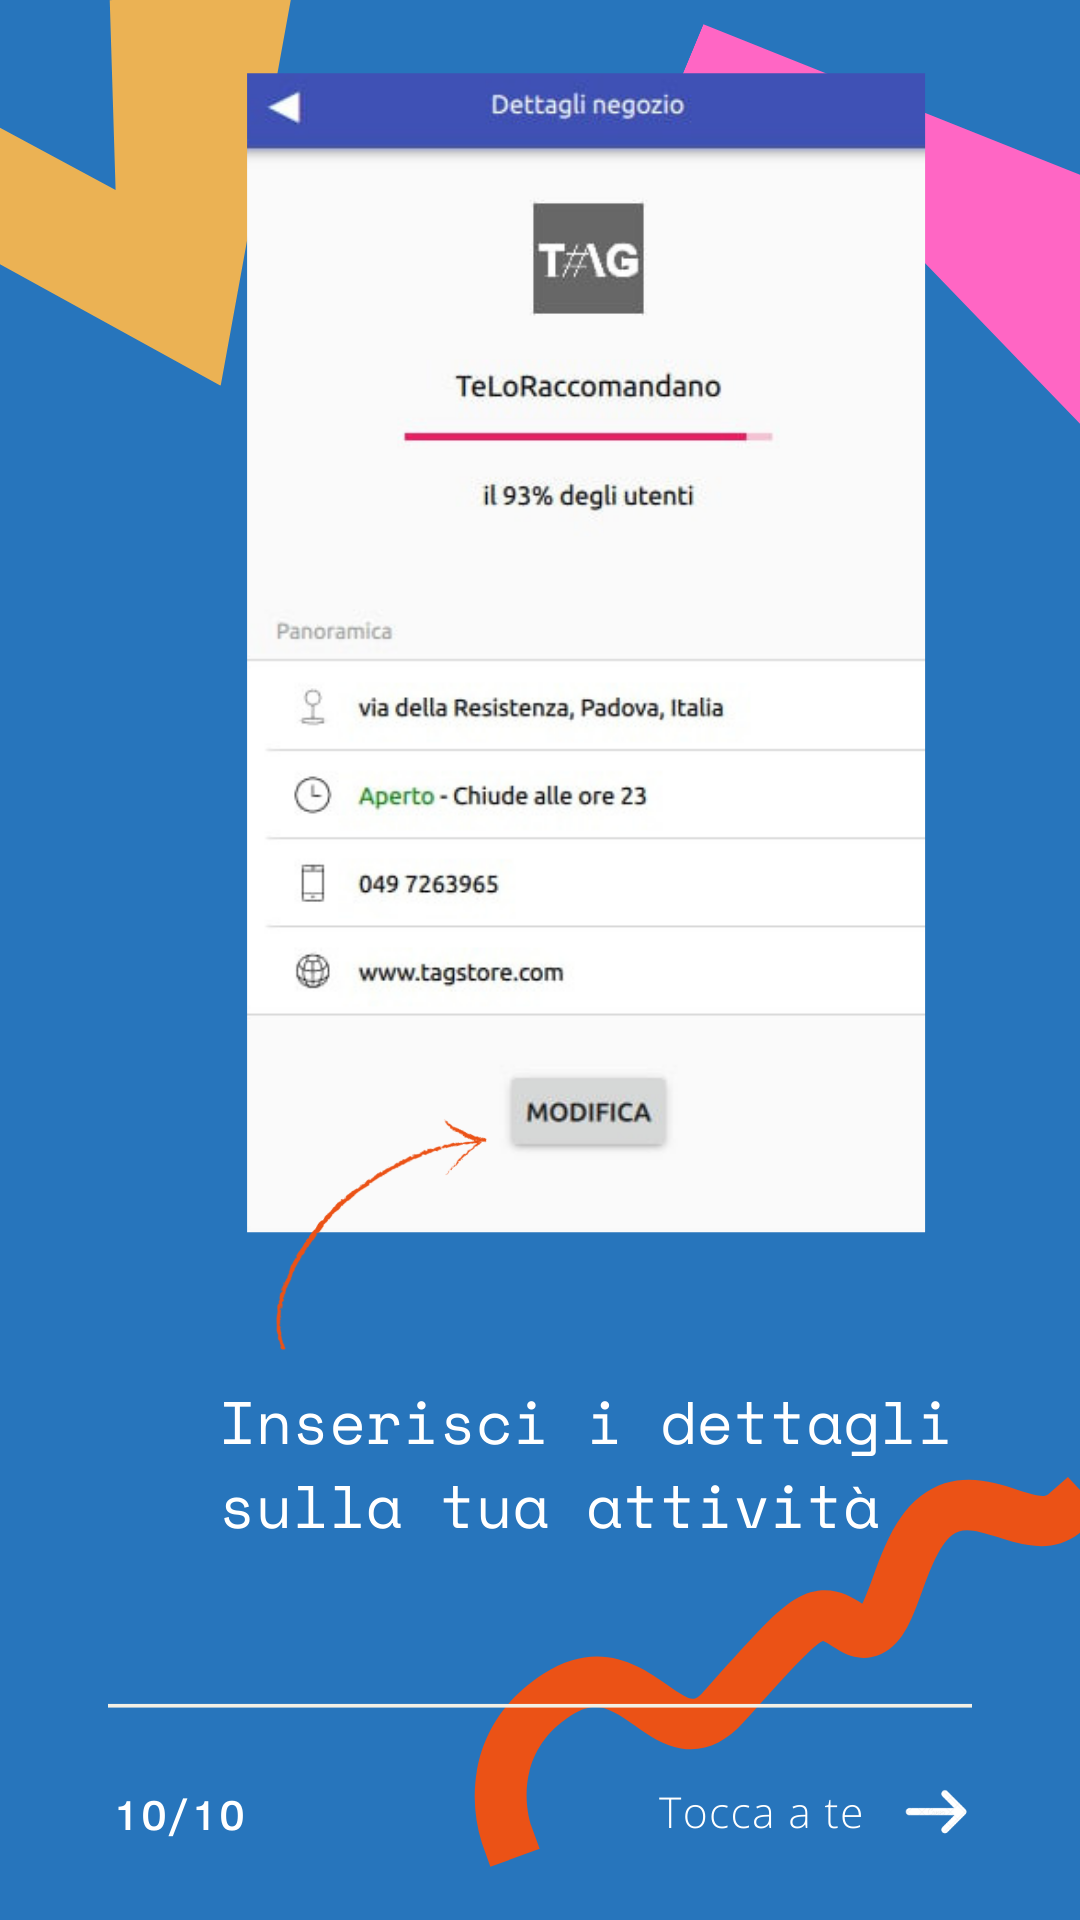 Dettagli negozio
T#AG
TeLoRaccomandano
il 93% degli utenti
Panoramica
via della Resistenza, Padova, Italia
Aperto - Chiude alle ore 23
049 7263965
www.tagstore.com
MODIFICA
Inserisci i dettagli
sulla tua attività
10/10
Tocca a te